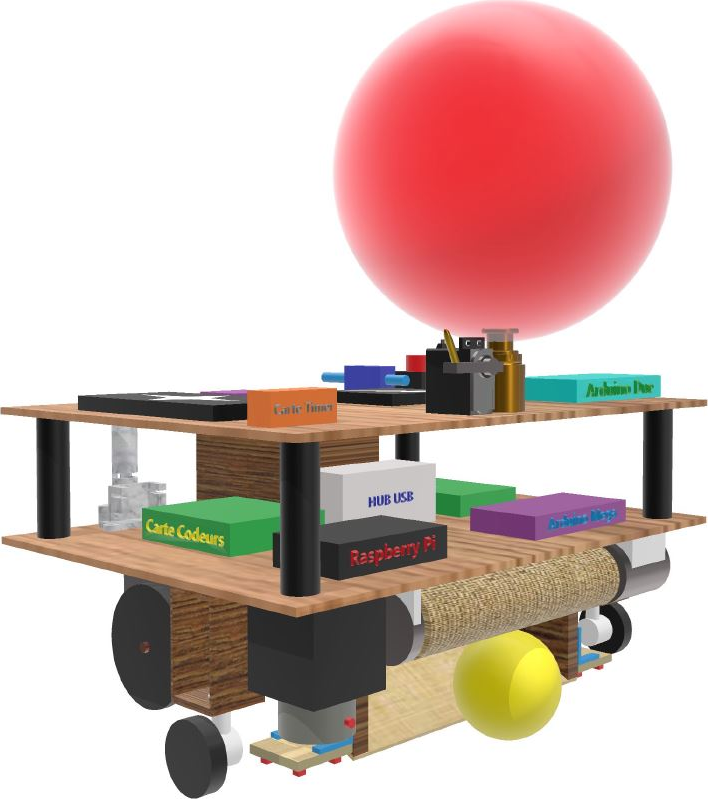 Carte Timer
Arduino Due
HUB USB
Carte Codeurs
Raspberry Pi
Arduino Mega